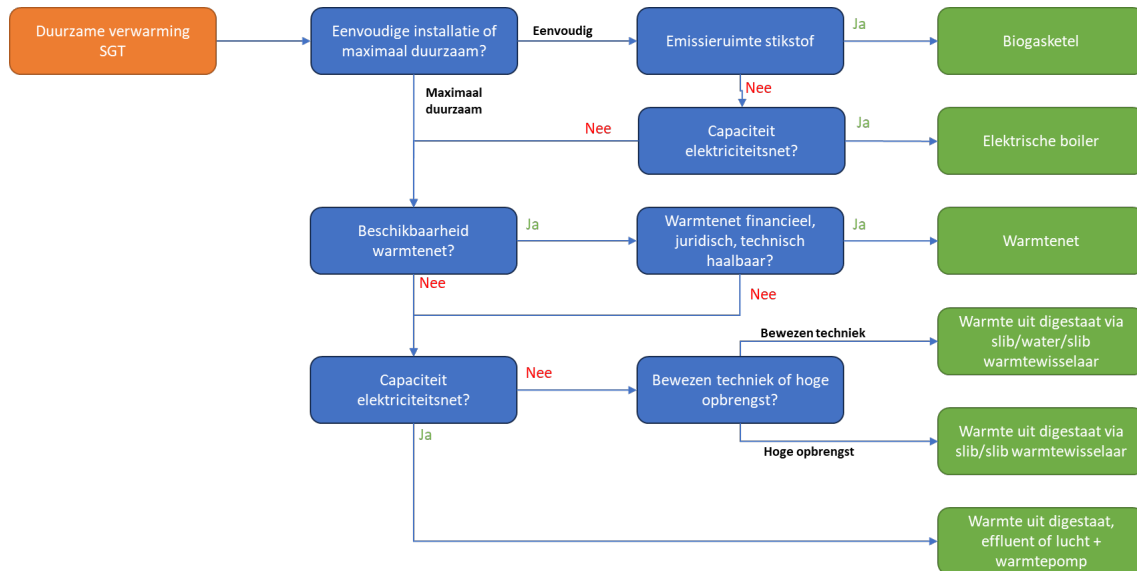 Duurzame verwarming
SGT
Eenvoudige installatie of
maximaal duurzaam?
Eenvoudig
Emissieruimte stikstof
Ja
Biogasketel
Maximaal
duurzaam
Nee
Nee
Capaciteit
elektriciteitsnet?
Ja
Elektrische boiler
Beschikbaarheid
warmtenet?
Ja
Warmtenet financieel,
juridisch, technisch
haalbaar?
Ja
Warmtenet
Nee
Nee
Capaciteit
elektriciteitsnet?
Nee
Bewezen techniek of hoge
opbrengst?
Bewezen techniek
Warmte uit digestaat via
slib/water/slib
warmtewisselaar
Hoge opbrengst
Warmte uit digestaat via
slib/slib warmtewisselaar
Ja
Warmte uit digestaat,
effluent of lucht +
warmtepomp